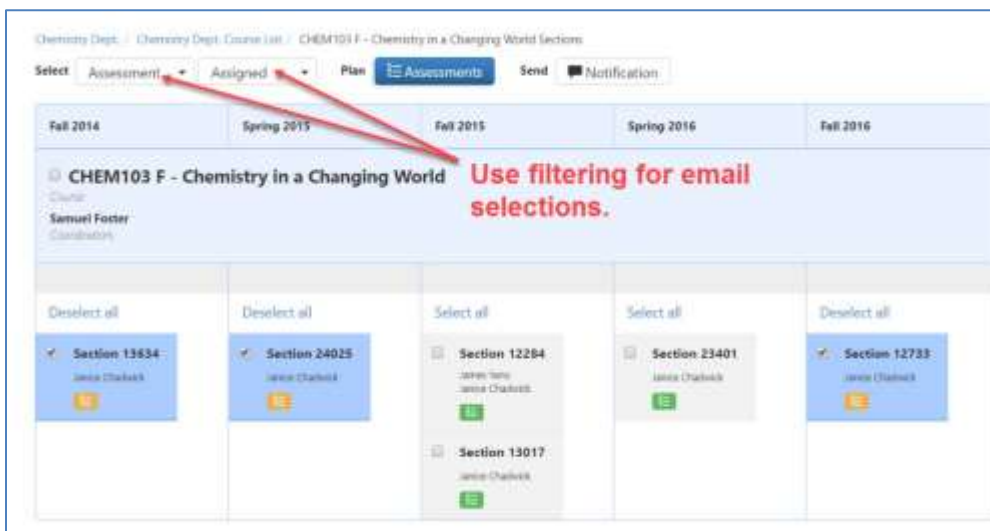 Chemistry Dept. / Chemistry Dept. Course List / CHEM103 F - Chemistry in a Changing World Sections
Select Assessment Assigned Plan Assessments Send Notification
Fall 2014 Spring 2015 Fall 2015 Spring 2016 Fall 2016
CHEM103 F - Chemistry in a Changing World
Course
Samuel Foster
Coordinators
Use filtering for email
selections.
Deselect all Deselect all Select all Select all Deselect all
Section 13634 Section 24025 Section 12284 Section 23401 Section 12733
Janice Chadwick Janice Chadwick James Janice Chadwick Janice Chadwick
Janice Chadwick
Section 13017
Janice Chadwick